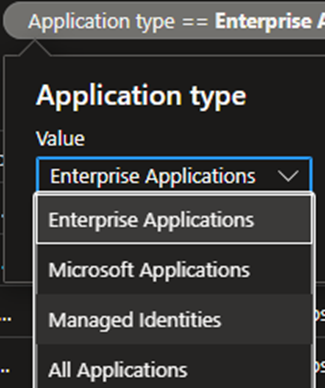 Application type == Enterprise
Application type
Value
Enterprise Applications
Enterprise Applications
Microsoft Applications
Managed Identities
All Applications